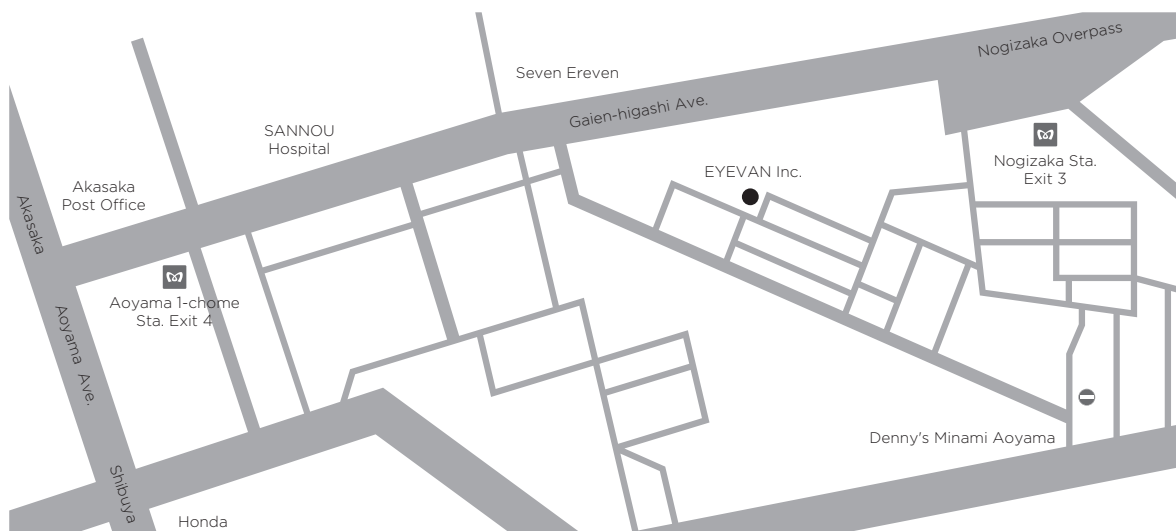 Nogizaka Overpass
Seven Ereven
Gaien-higashi Ave.
SANNOU
Hospital
Nogizaka Sta.
Exit 3
EYEVAN Inc.
Akasaka
Post Office
Akasaka
Aoyama 1-chome
Sta. Exit 4
Aoyama Ave.
Denny's Minami Aoyama
Shibuya
Honda